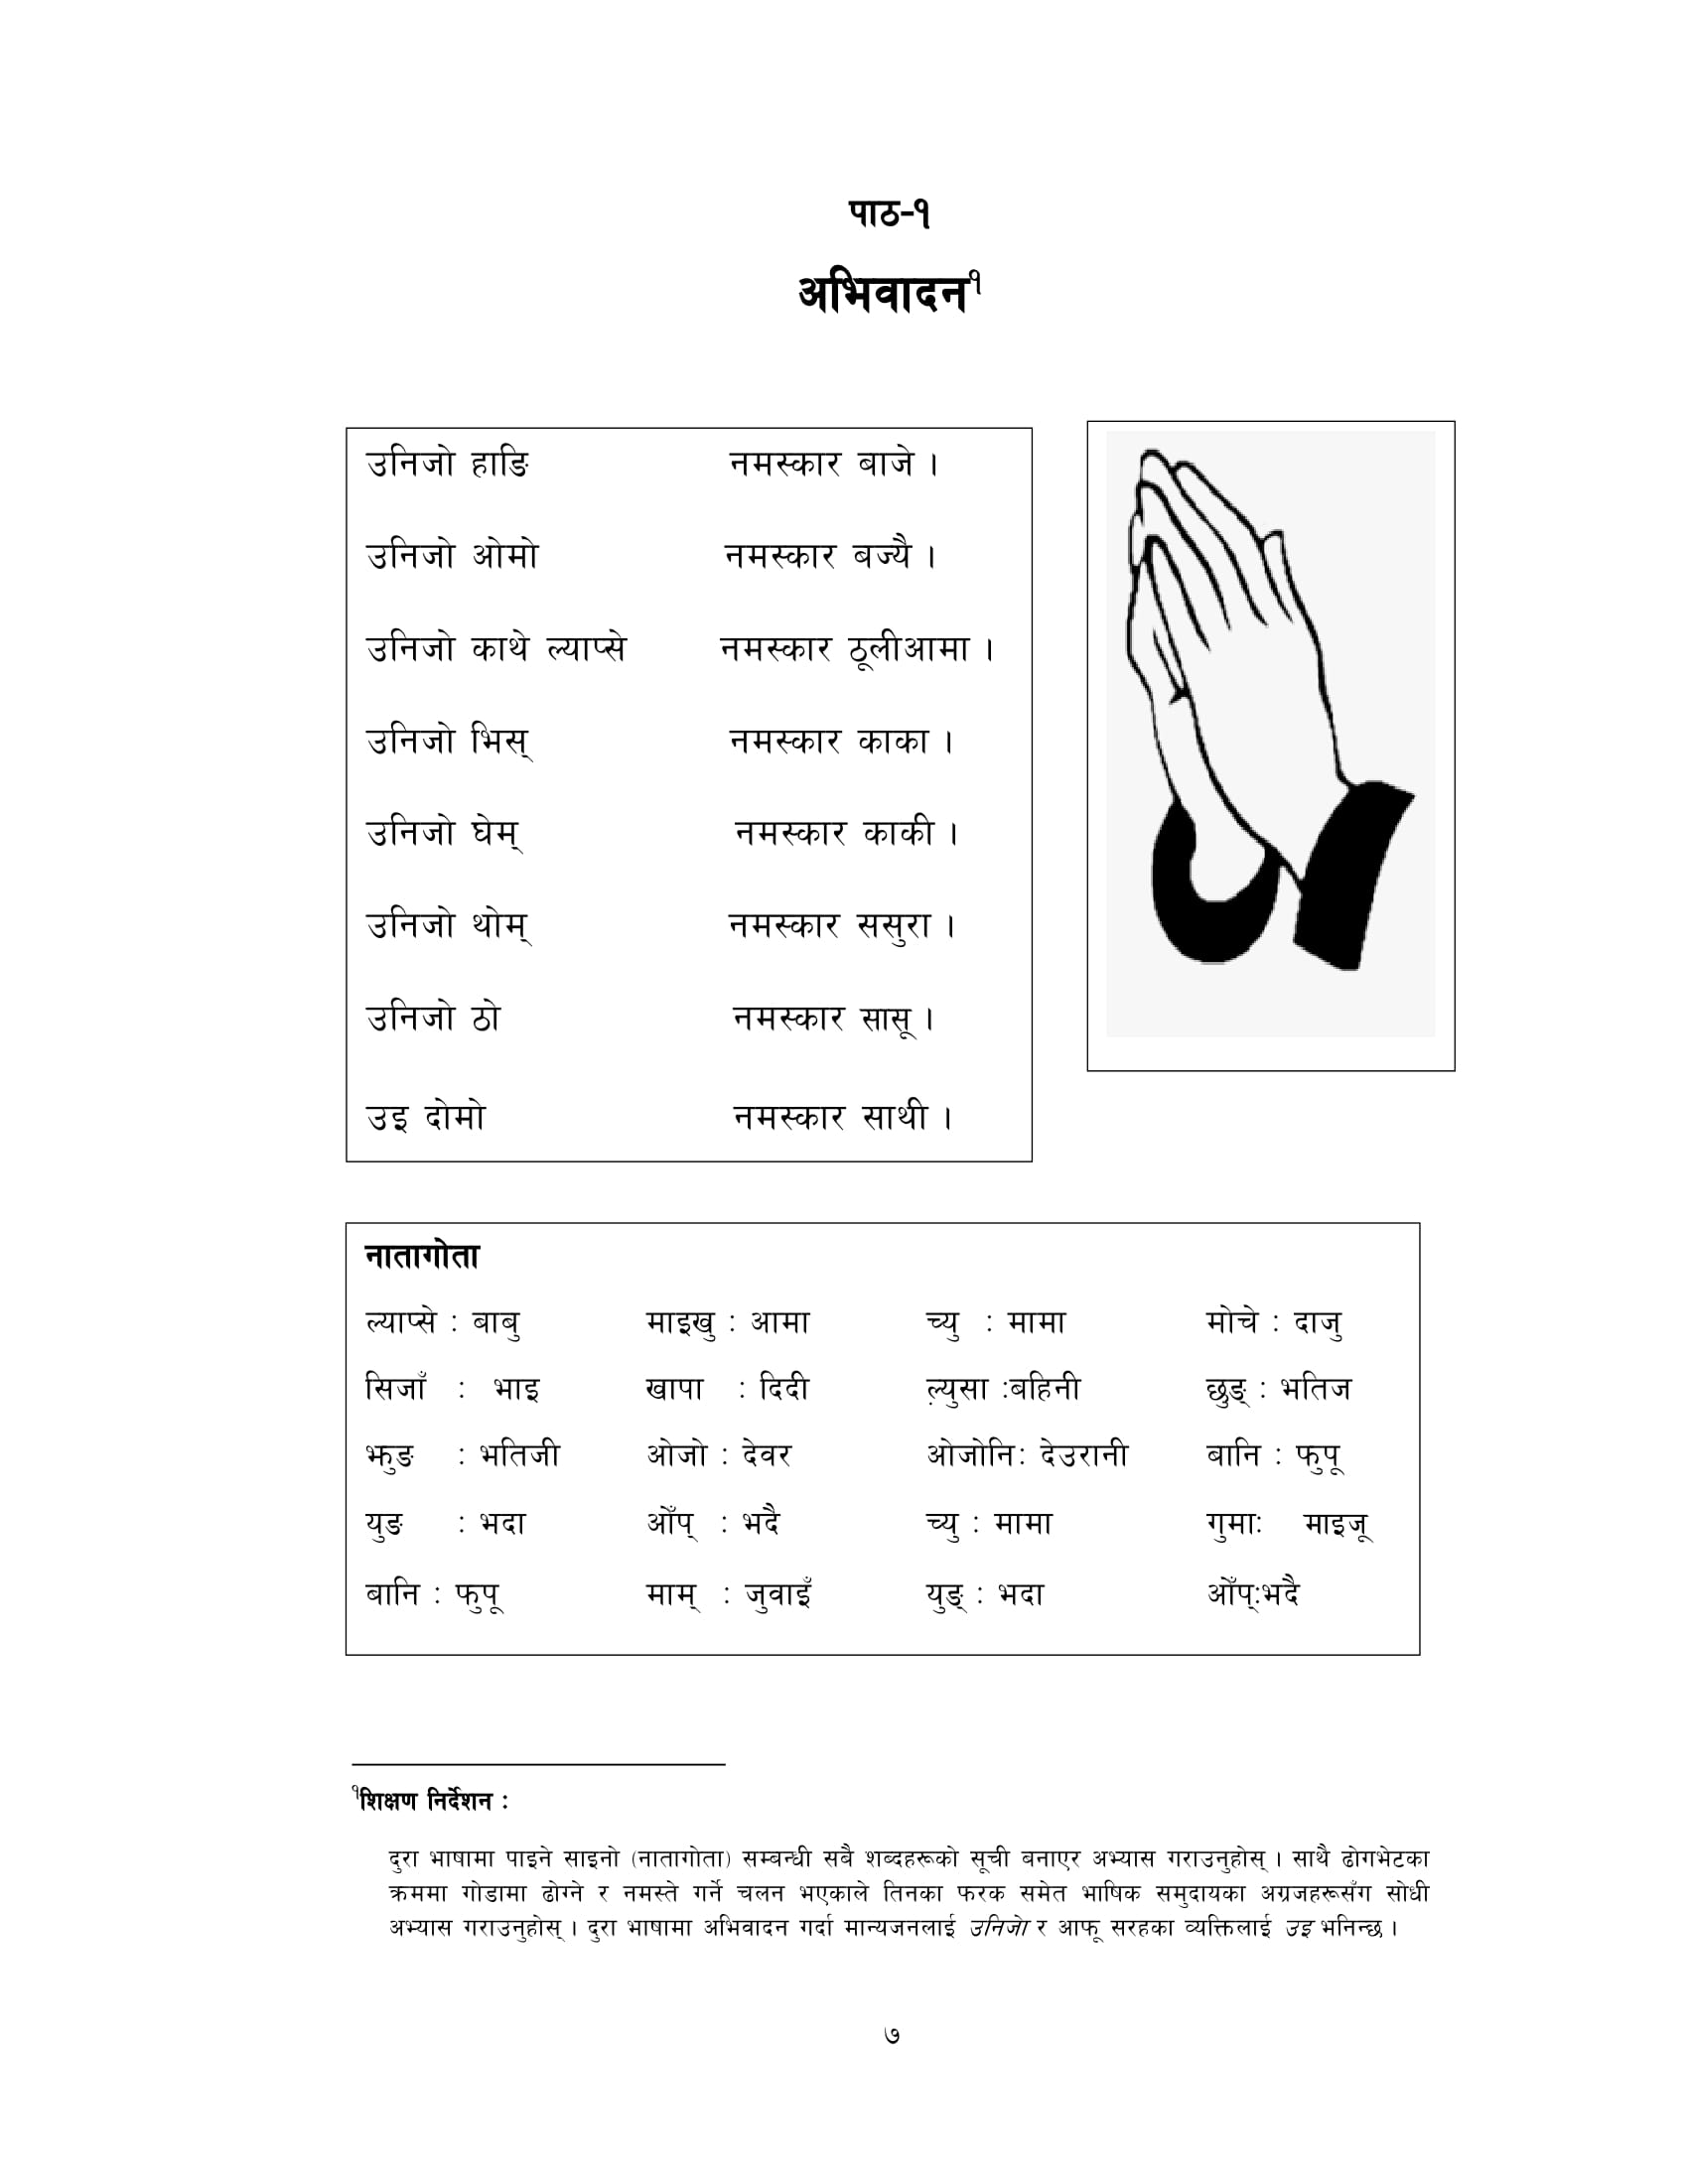 पाठ-१
अभिवादन१
उनिजो हाङि नमस्कार बाजे ।
उनिजो ओमो नमस्कार बज्यै ।
उनिजो काथे ल्याप्से नमस्कार ठूलीआमा ।
उनिजो भिस् नमस्कार काका ।
उनिजो घेम् नमस्कार काकी ।
उनिजो थोम् नमस्कार ससुरा ।
उनिजो ठो नमस्कार सासू ।
उइ दोमो नमस्कार साथी ।
नातागोता
ल्याप्से : बाबु माइखु : आमा च्यु : मामा मोचे : दाजु
सिजाँ : भाइ खापा : दिदी ल्य़ुसा :बहिनी छुङ् : भतिज
झुङ : भतिजी ओजो : देवर ओजोनि: देउरानी बानि : फुपू
युङ : भदा ओँप् : भदै च्यु : मामा गुमाः माइजू
बानि : फुपू माम् : जुवाइँ युङ् : भदा ओँप्:भदै
१शिक्षण निर्देशन :
दुरा भाषामा पाइने साइनो (नातागोता) सम्बन्धी सबै शब्दहरूको सूची बनाएर अभ्यास गराउनुहोस् । साथै ढोगभेटका
क्रममा गोडामा ढोग्ने र नमस्ते गर्ने चलन भएकाले तिनका फरक समेत भाषिक समुदायका अग्रजहरूसँग सोधी
अभ्यास गराउनुहोस् । दुरा भाषामा अभिवादन गर्दा मान्यजनलाई उनिजो र आफू सरहका व्यक्तिलाई उइ भनिन्छ ।
७